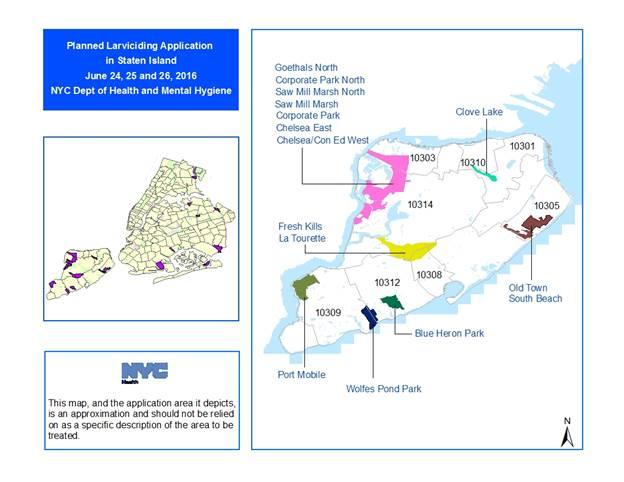 Planned Larviciding Application
in Staten Island
June 24, 25 and 26, 2016
NYC Dept of Health and Mental Hygiene
NYC
Health
This map, and the application area it depicts,
is an approximation and should not be relied
on as a specific description of the area to be
treated.
Goethals North
Corporate Park North
Saw Mill Marsh North
Saw Mill Marsh
Corporate Park
Chelsea East
Chelsea/Con Ed West
Clove Lake
10303
10310
10301
10314
10305
Fresh Kills
La Tourette
10308
10312
10309
Old Town
South Beach
Blue Heron Park
Port Mobile
Wolfes Pond Park
N